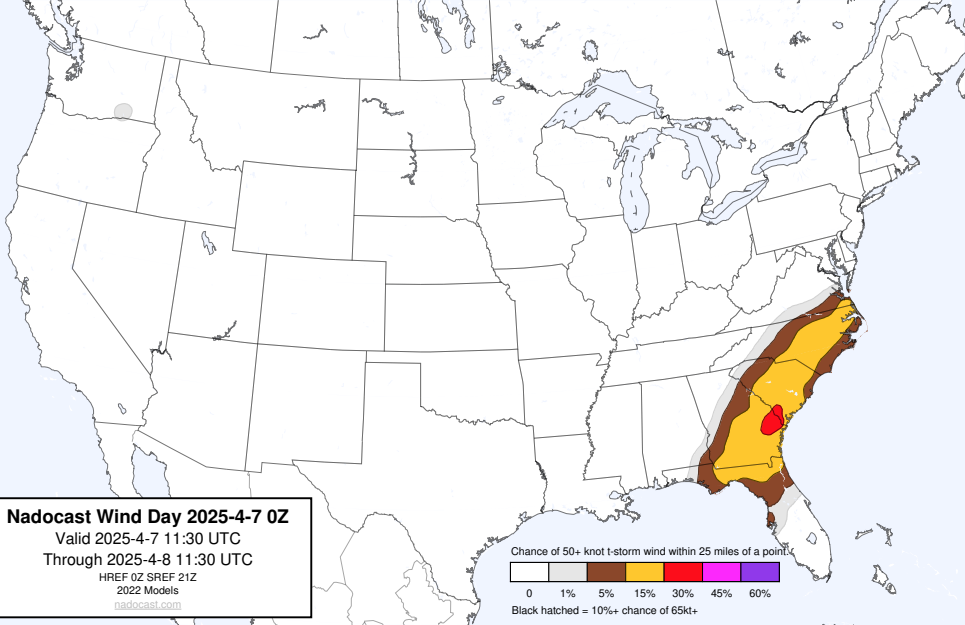 Nadocast Wind Day 2025-4-7 0Z
Valid 2025-4-7 11:30 UTC
Through 2025-4-8 11:30 UTC
HREF 0Z SREF 21Z
2022 Models
nadocast.com
Chance of 50+ knot t-storm wind within 25 miles of a point.
0 1% 5% 15% 30% 45% 60%
Black hatched = 10%+ chance of 65kt+